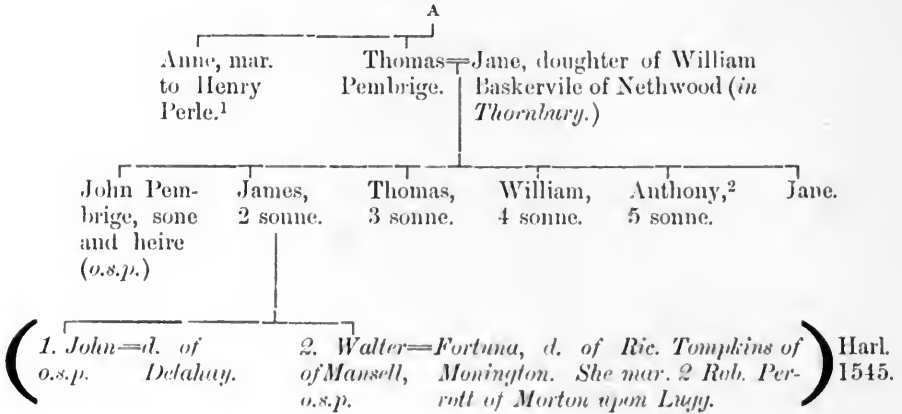 A
Anne, mar.
to Henry
Perle.¹
Thomas=Jane, doughter of William
Pembrige. Baskervile of Nethwood (in
Thornbury.)
John Pem-
brige, sone
and heire
(o.s.p.)
James,
2 sonne.
Thomas,
3 sonne.
William,
4 sonne.
Anthony,²
5 sonne.
Jane.
1. John=d. of
o.s.p. Delahay.
2. Walter=Fortuna, d. of Ric. Tompkins of
of Mansell, Monington. She mar. 2 Rob. Per-
o.s.p. rott of Morton upon Lugg.
Harl.
1545.